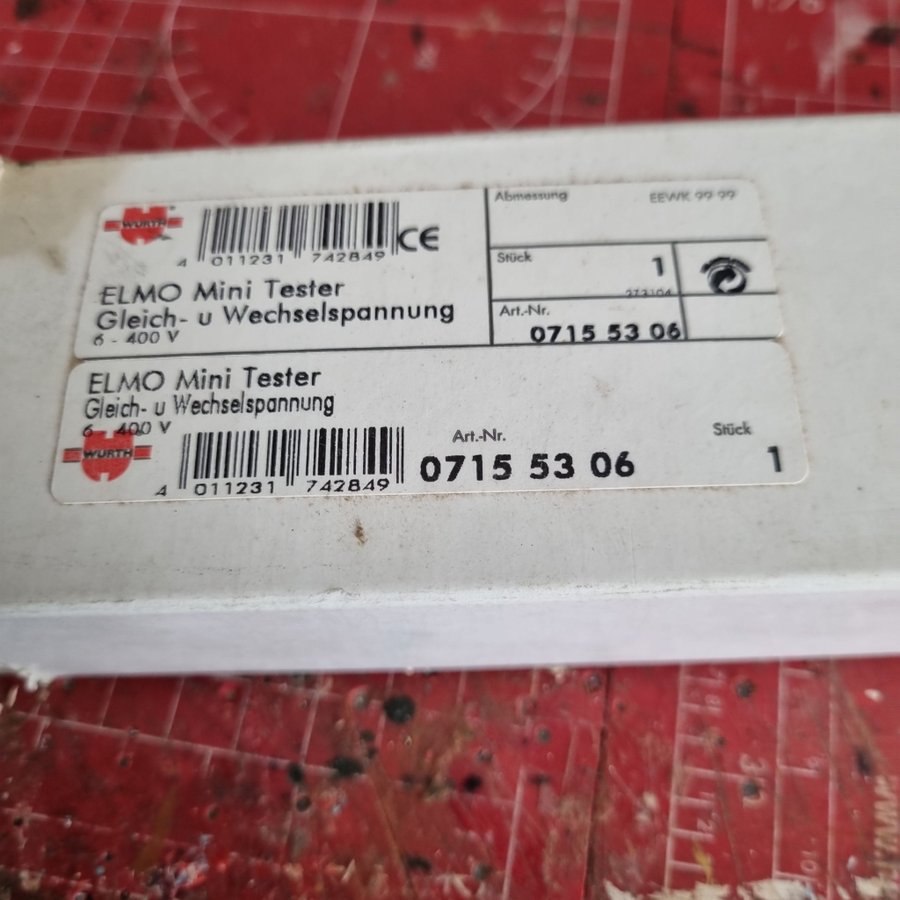 WÜRTH
4 011231 742849
CE
ELMO Mini Tester
Gleich- u Wechselspannung
6 - 400 V
Abmessung EEWK 99 99
Stück
1
273104
Art.-Nr.
0715 53 06
ELMO Mini Tester
Gleich- u Wechselspannung
6 - 400 V
WÜRTH
4 011231 742849
Art.-Nr.
0715 53 06
Stück
1